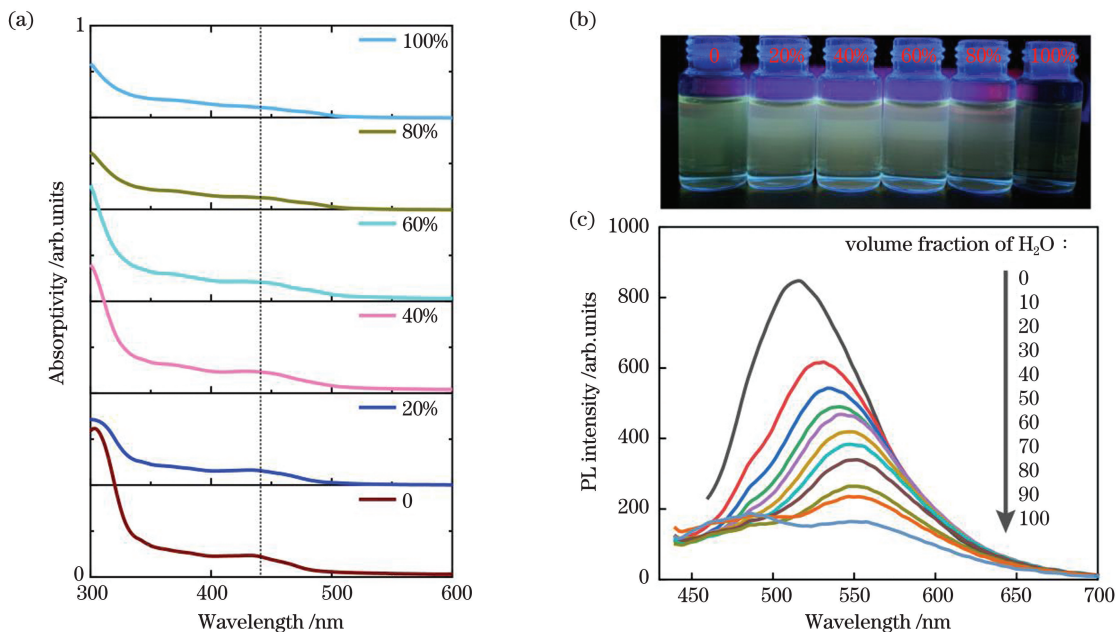 (a)
1
100%
80%
60%
40%
20%
0
0
300
400
500
600
Absorptivity /arb.units
Wavelength /nm
(b)
0 20% 40% 60% 80% 100%
(c)
1000
800
600
400
200
0
450 500 550 600 650 700
PL intensity /arb.units
Wavelength /nm
volume fraction of H₂O :
0
10
20
30
40
50
60
70
80
90
100